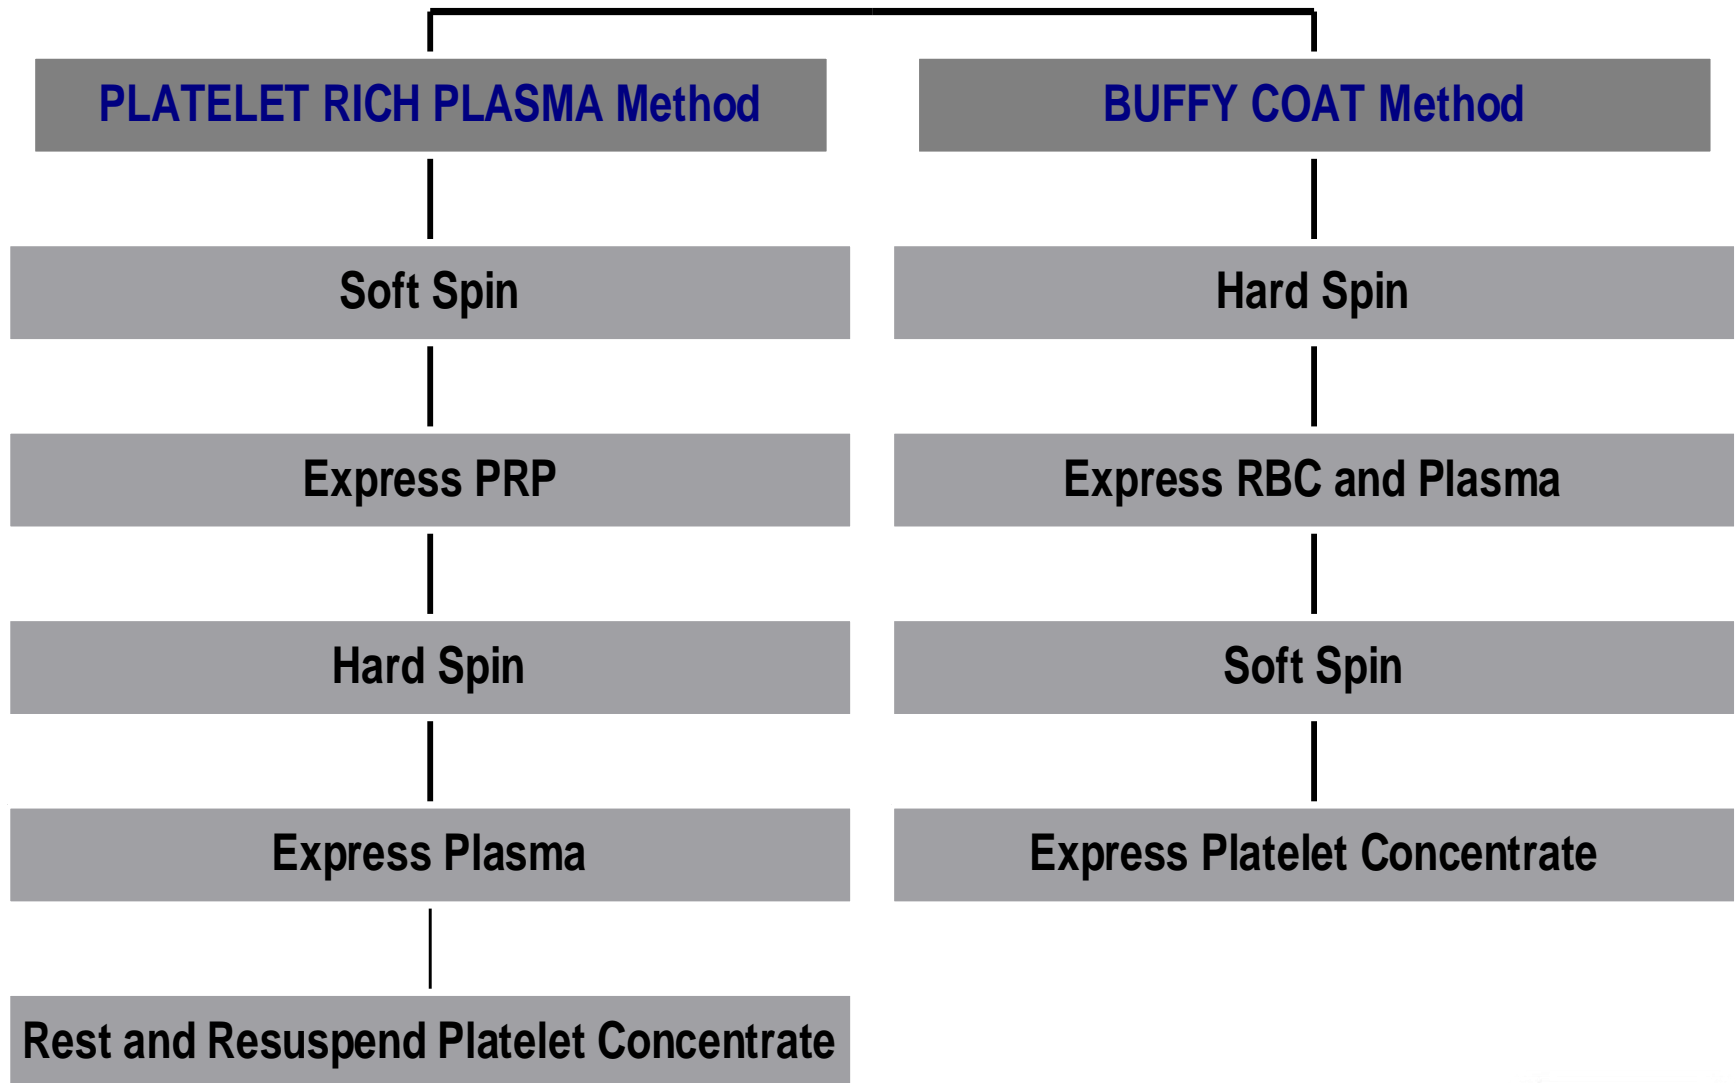 PLATELET RICH PLASMA Method
Soft Spin
Express PRP
Hard Spin
Express Plasma
Rest and Resuspend Platelet Concentrate
BUFFY COAT Method
Hard Spin
Express RBC and Plasma
Soft Spin
Express Platelet Concentrate